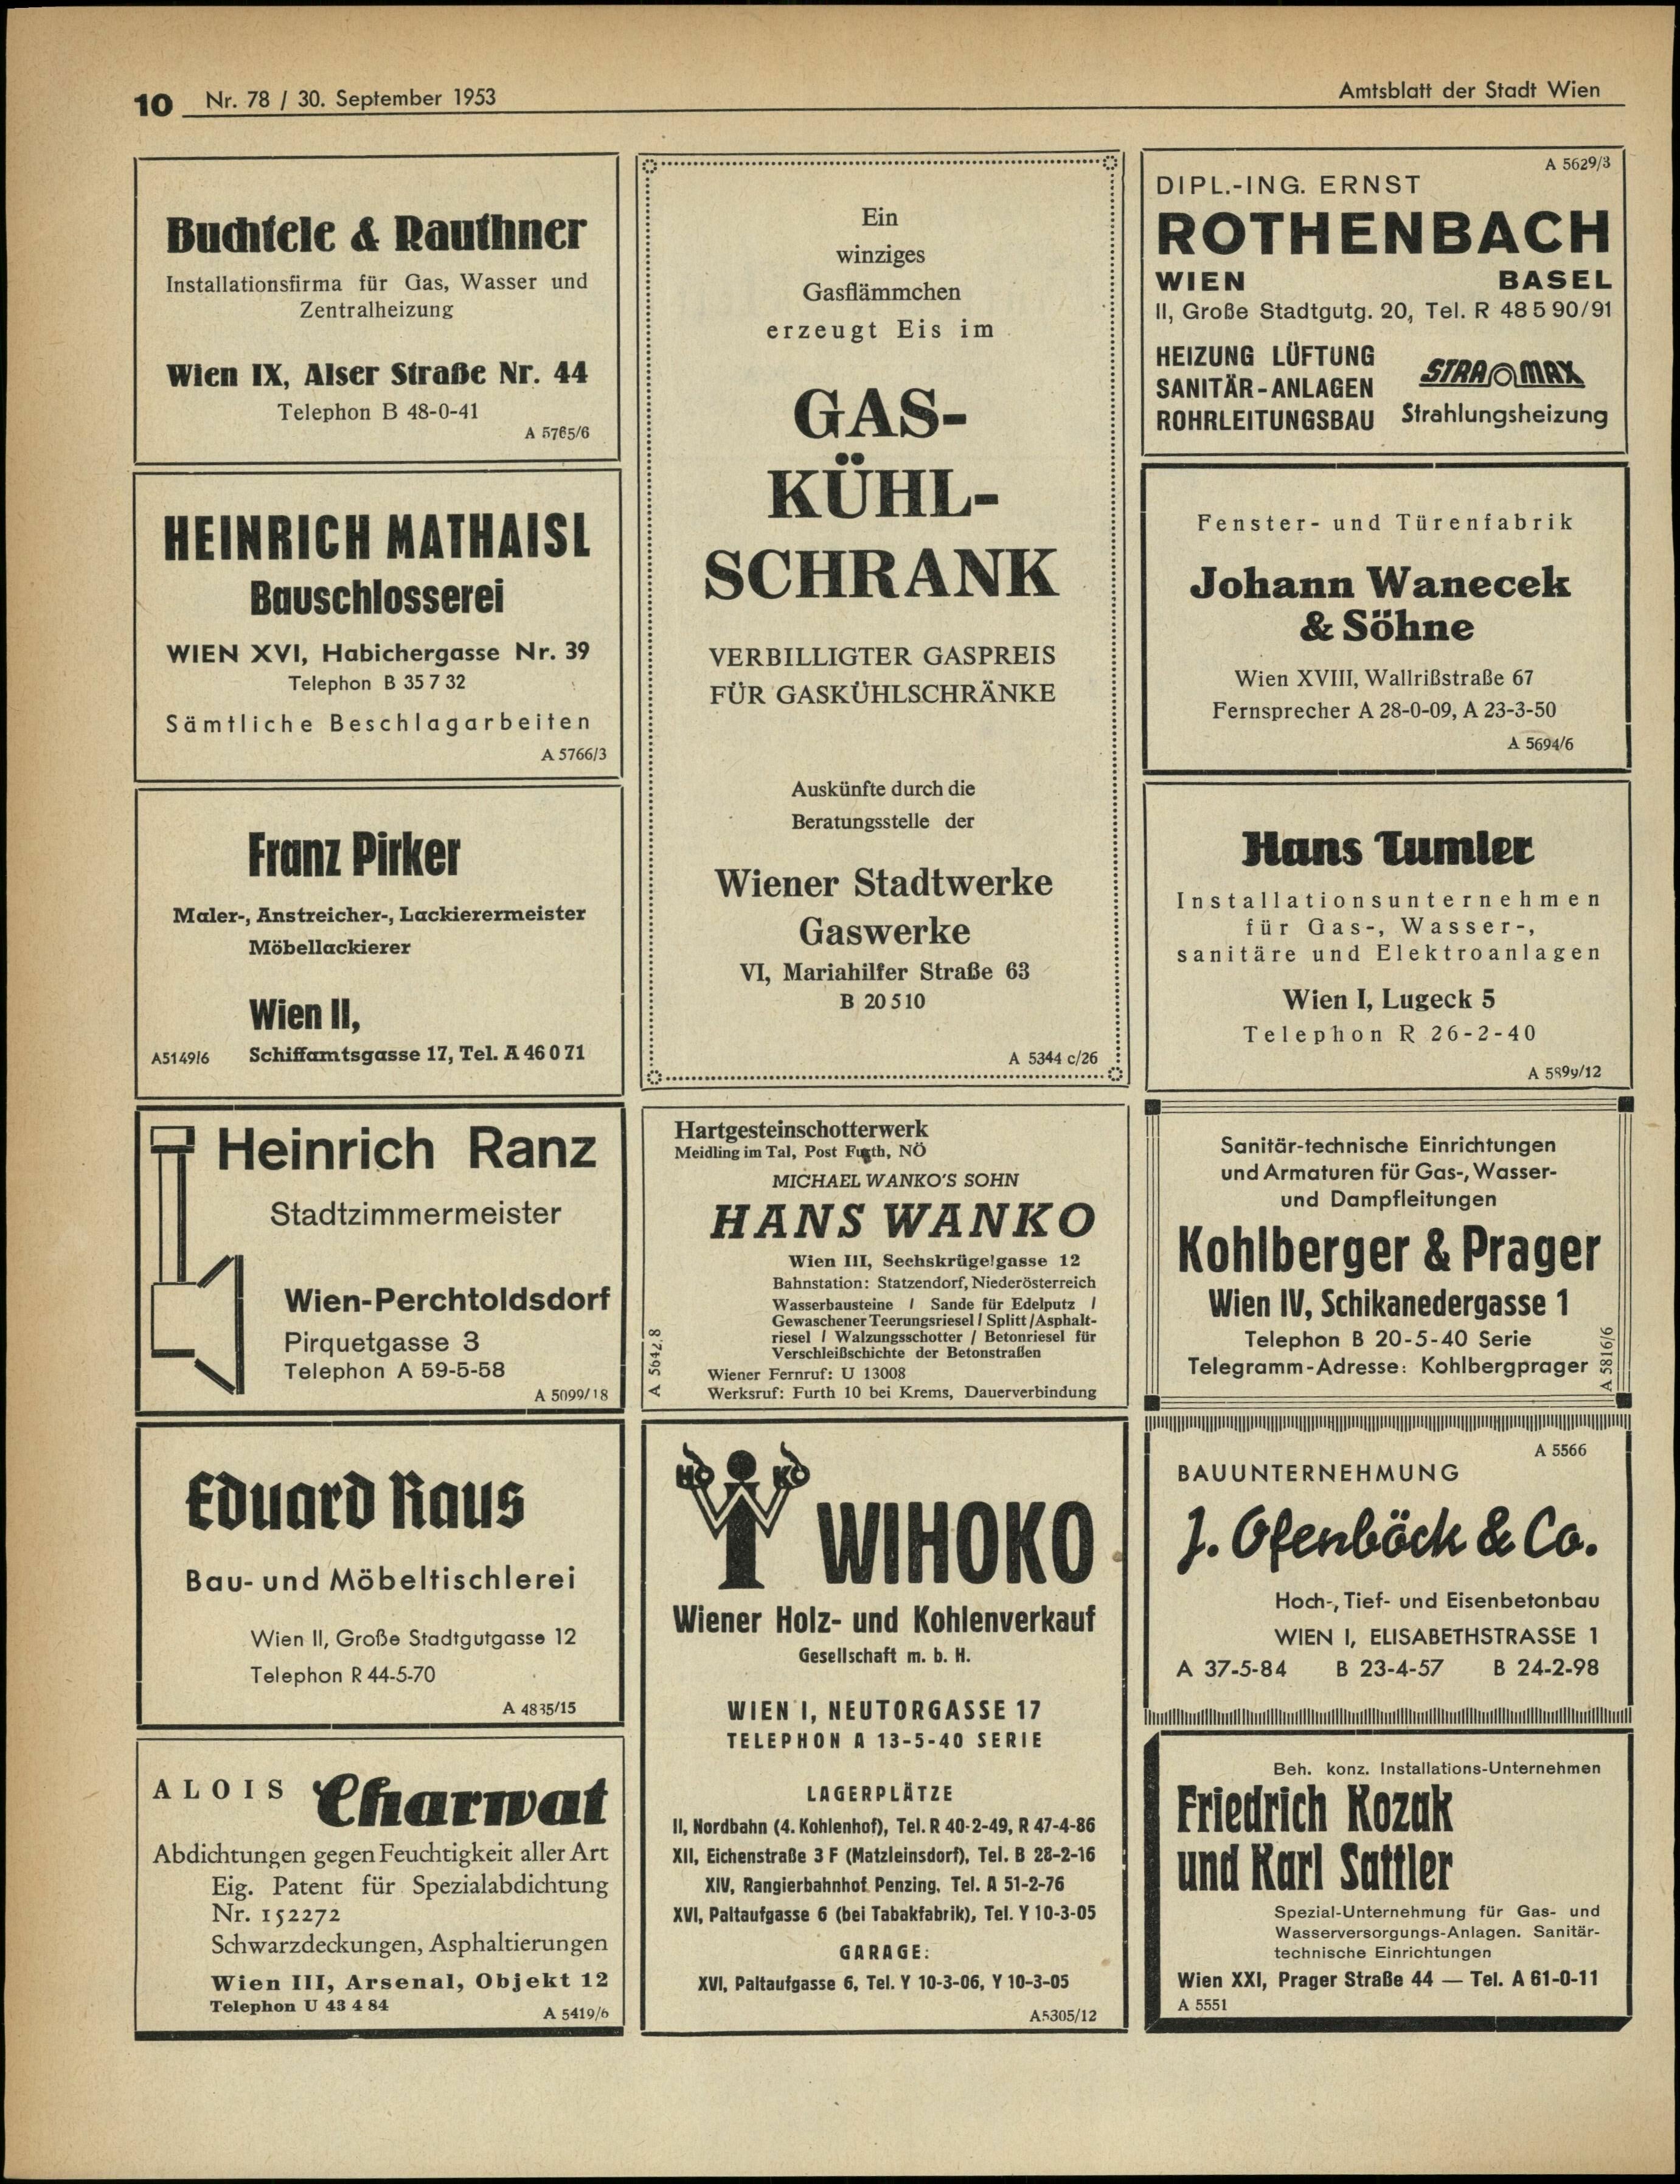 10 Nr. 78 / 30. September 1953
Amtsblatt der Stadt Wien
Buchtele & Rauthner
Installationsfirma für Gas, Wasser und
Zentralheizung
Wien IX, Alser Straße Nr. 44
Telephon B 48-0-41
A 5765/6
HEINRICH MATHAISL
Bauschlosserei
WIEN XVI, Habichergasse Nr. 39
Telephon B 35 7 32
Sämtliche Beschlagarbeiten
A 5766/3
Franz Pirker
Maler-, Anstreicher-, Lackierermeister
Möbellackierer
Wien II,
Schiffamtsgasse 17, Tel. A 46 0 71
A5149/6
Heinrich Ranz
Stadtzimmermeister
Wien-Perchtoldsdorf
Pirquetgasse 3
Telephon A 59-5-58
A 5099/18
Eduard Raus
Bau- und Möbeltischlerei
Wien II, Große Stadtgutgasse 12
Telephon R 44-5-70
A 4835/15
ALOIS Charwat
Abdichtungen gegen Feuchtigkeit aller Art
Eig. Patent für Spezialabdichtung
Nr. 152272
Schwarzdeckungen, Asphaltierungen
Wien III, Arsenal, Objekt 12
Telephon U 43 4 84
A 5419/6
Ein
winziges
Gasflämmchen
erzeugt Eis im
GAS-
KÜHL-
SCHRANK
VERBILLIGTER GASPREIS
FÜR GASKÜHLSCHRÄNKE
Auskünfte durch die
Beratungsstelle der
Wiener Stadtwerke
Gaswerke
VI, Mariahilfer Straße 63
B 20 510
A 5344 c/26
Hartgesteinschotterwerk
Meidling im Tal, Post Furth, NÖ
MICHAEL WANKO'S SOHN
HANS WANKO
Wien III, Sechskrügelgasse 12
Bahnstation: Statzendorf, Niederösterreich
Wasserbausteine / Sande für Edelputz /
Gewaschener Teerungsriesel / Splitt / Asphalt-
riesel / Walzungsschotter / Betonriesel für
Verschleißschichte der Betonstraßen
Wiener Fernruf: U 13008
Werksruf: Furth 10 bei Krems, Dauerverbindung
HO KO
WIHOKO
Wiener Holz- und Kohlenverkauf
Gesellschaft m. b. H.
WIEN I, NEUTORGASSE 17
TELEPHON A 13-5-40 SERIE
LAGERPLÄTZE
II, Nordbahn (4. Kohlenhof), Tel. R 40-2-49, R 47-4-86
XII, Eichenstraße 3 F (Matzleinsdorf), Tel. B 28-2-16
XIV, Rangierbahnhof Penzing, Tel. A 51-2-76
XVI, Paltaufgasse 6 (bei Tabakfabrik), Tel. Y 10-3-05
GARAGE:
XVI, Paltaufgasse 6, Tel. Y 10-3-06, Y 10-3-05
A5305/12
A 5629/3
DIPL.-ING. ERNST
ROTHENBACH
WIEN BASEL
II, Große Stadtgutg. 20, Tel. R 48 5 90/91
HEIZUNG LÜFTUNG
SANITÄR-ANLAGEN
ROHRLEITUNGSBAU
STRAMAX
Strahlungsheizung
Fenster- und Türenfabrik
Johann Wanecek
& Söhne
Wien XVIII, Wallrißstraße 67
Fernsprecher A 28-0-09, A 23-3-50
A 5694/6
Hans Tumler
Installationsunternehmen
für Gas-, Wasser-,
sanitäre und Elektroanlagen
Wien I, Lugeck 5
Telephon R 26-2-40
A 5899/12
Sanitär-technische Einrichtungen
und Armaturen für Gas-, Wasser-
und Dampfleitungen
Kohlberger & Prager
Wien IV, Schikanedergasse 1
Telephon B 20-5-40 Serie
Telegramm-Adresse: Kohlbergprager
A 5816/6
A 5566
BAUUNTERNEHMUNG
J. Ofenböck & Co.
Hoch-, Tief- und Eisenbetonbau
WIEN I, ELISABETHSTRASSE 1
A 37-5-84 B 23-4-57 B 24-2-98
Beh. konz. Installations-Unternehmen
Friedrich Kozak
und Karl Sattler
Spezial-Unternehmung für Gas- und
Wasserversorgungs-Anlagen. Sanitär-
technische Einrichtungen
Wien XXI, Prager Straße 44 — Tel. A 61-0-11
A 5551